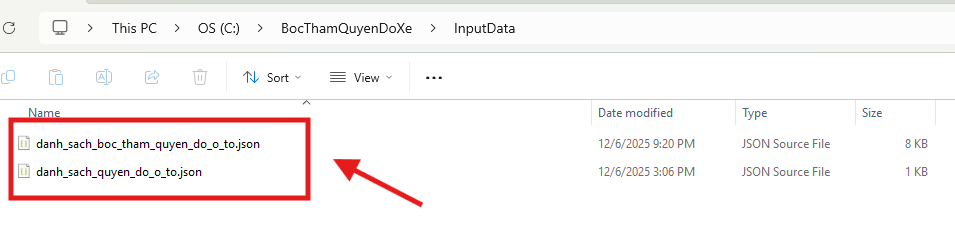 This PC > OS (C:) > BocThamQuyenDoXe > InputData
Sort View ...
Name Date modified Type Size
danh_sach_boc_tham_quyen_do_o_to.json 12/6/2025 9:20 PM JSON Source File 8 KB
danh_sach_quyen_do_o_to.json 12/6/2025 3:06 PM JSON Source File 1 KB